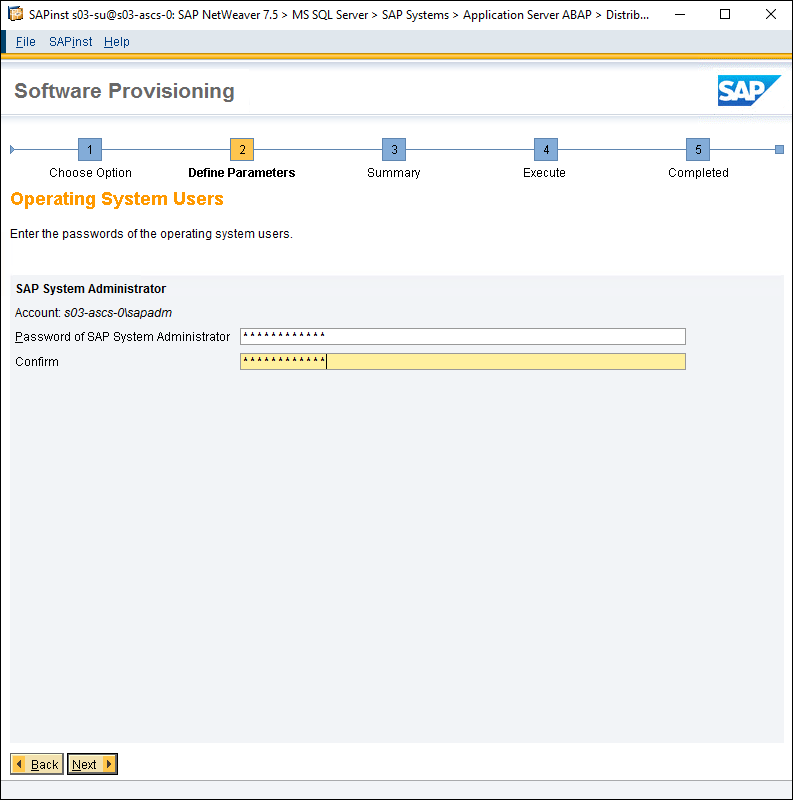 SAPinst s03-su@s03-ascs-0: SAP NetWeaver 7.5 > MS SQL Server > SAP Systems > Application Server ABAP > Distrib...
File SAPinst Help
Software Provisioning
SAP
1 2 3 4 5
Choose Option Define Parameters Summary Execute Completed
Operating System Users
Enter the passwords of the operating system users.
SAP System Administrator
Account: s03-ascs-0\sapadm
Password of SAP System Administrator ************
Confirm ************
Back Next